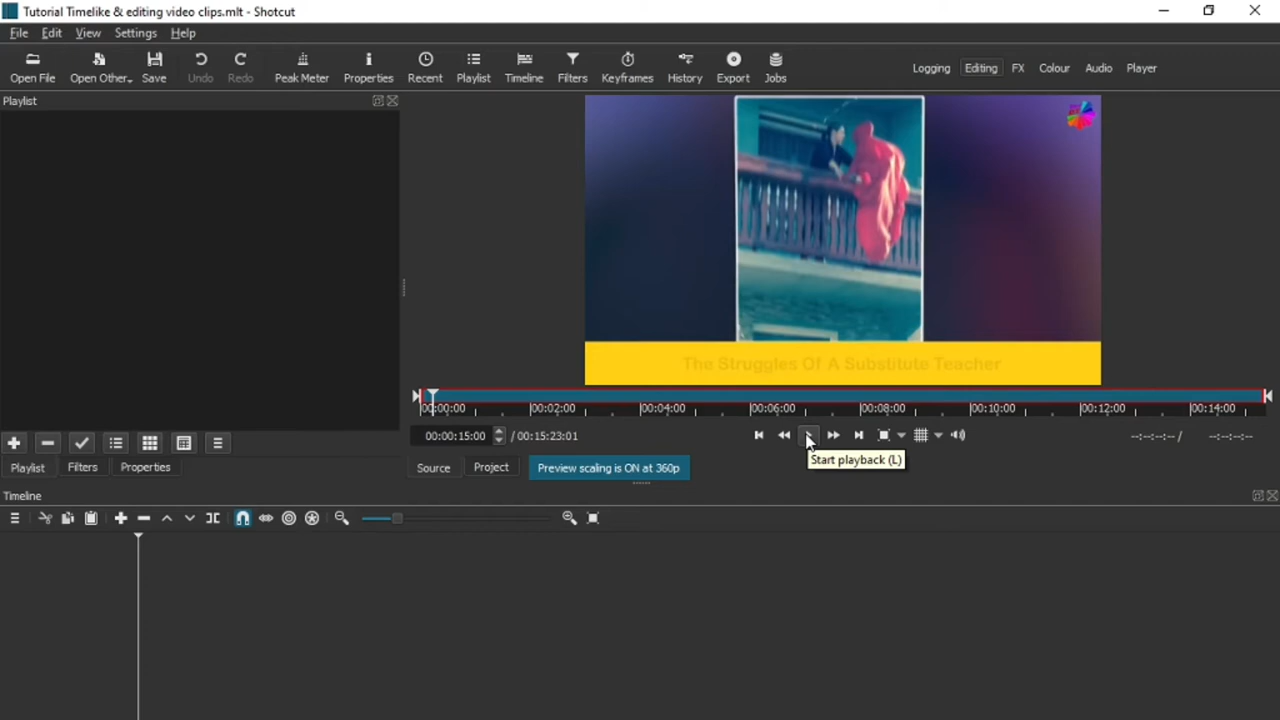 Tutorial Timelike & editing video clips.mlt - Shotcut
File Edit View Settings Help
Open File Open Other Save Undo Redo Peak Meter Properties Recent Playlist Timeline Filters Keyframes History Export Jobs Logging Editing FX Colour Audio Player
Playlist
The Struggles Of A Substitute Teacher
00:00:00 00:02:00 00:04:00 00:06:00 00:08:00 00:10:00 00:12:00 00:14:00
00:00:15:00 / 00:15:23:01 --:--:--:-- / --:--:--:--
Start playback (L)
Playlist Filters Properties Source Project Preview scaling is ON at 360p
Timeline